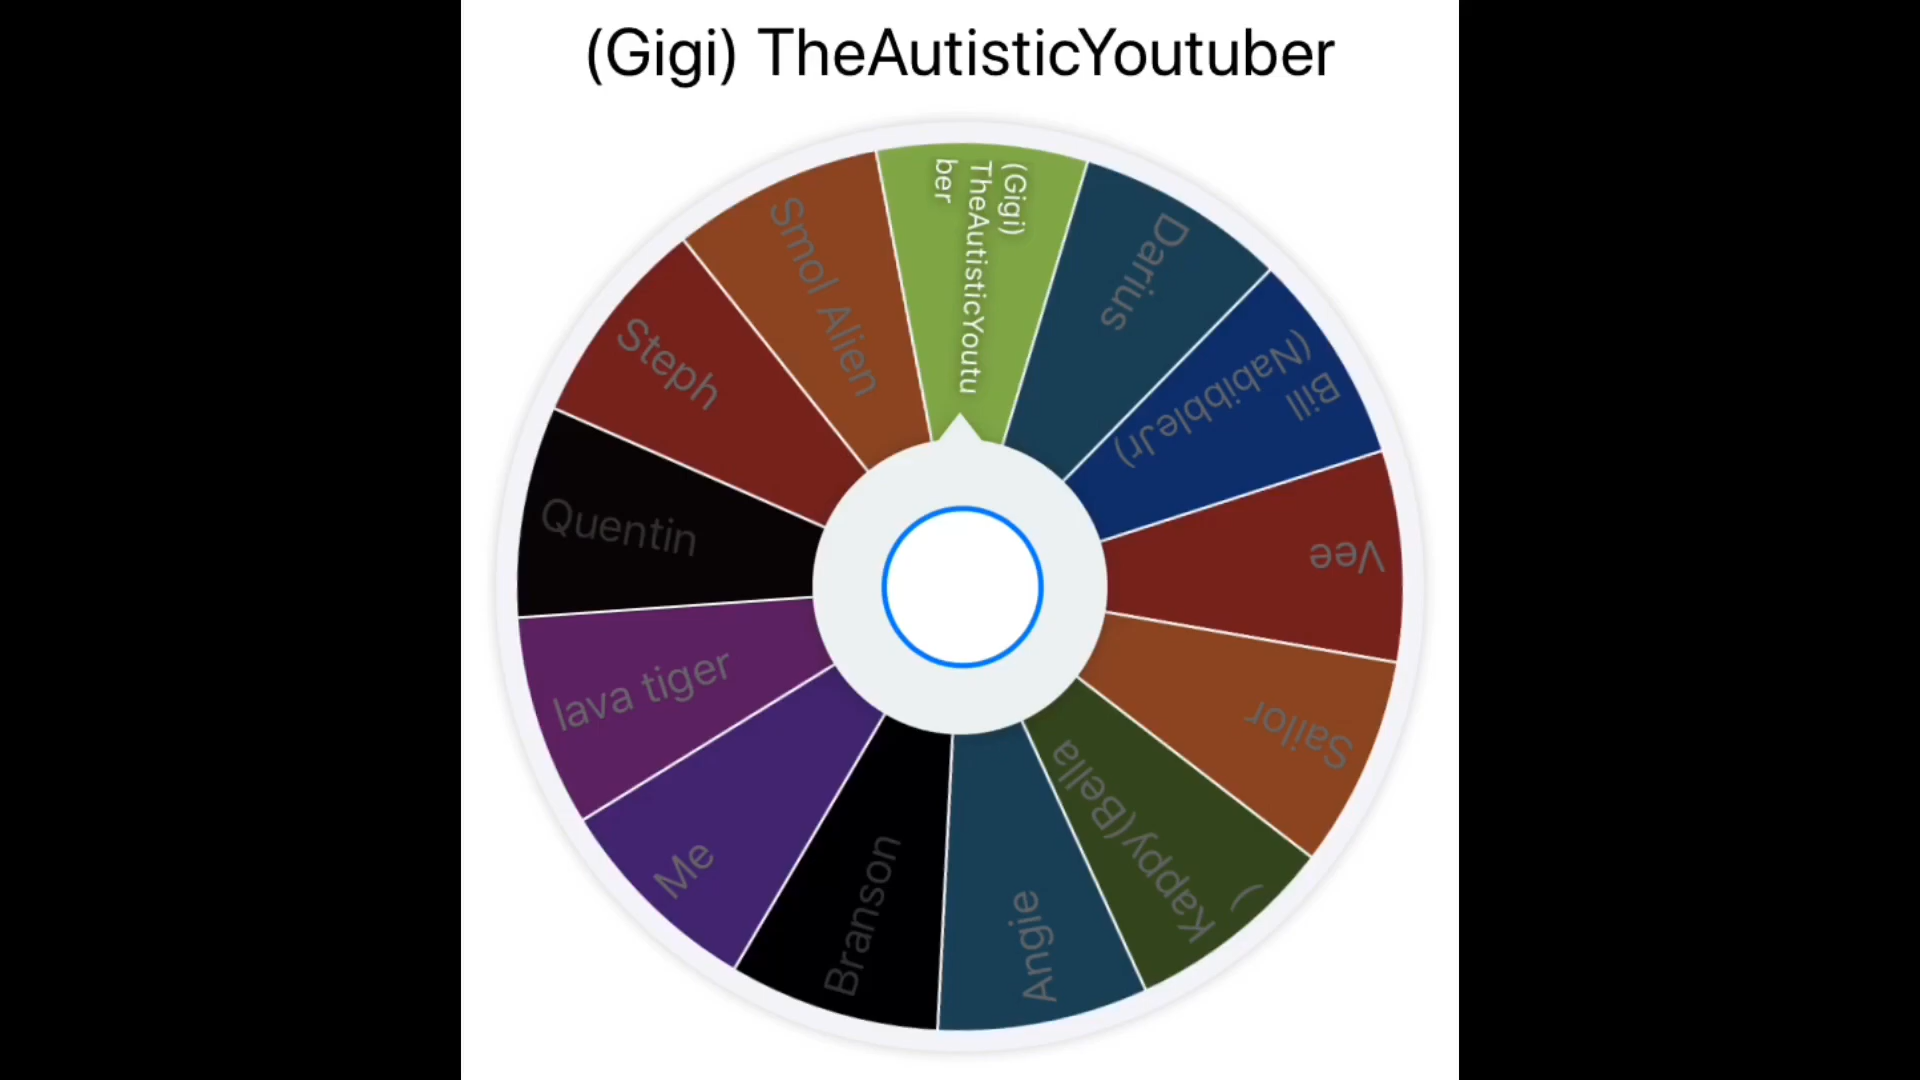 (Gigi) TheAutisticYoutuber
(Gigi)
TheAutisticYoutu
ber
Darius
Bill
(NabibbleJr)
Vee
Sailor
Kappy(Bella
)
Angie
Branson
Me
lava tiger
Quentin
Steph
Smol Alien